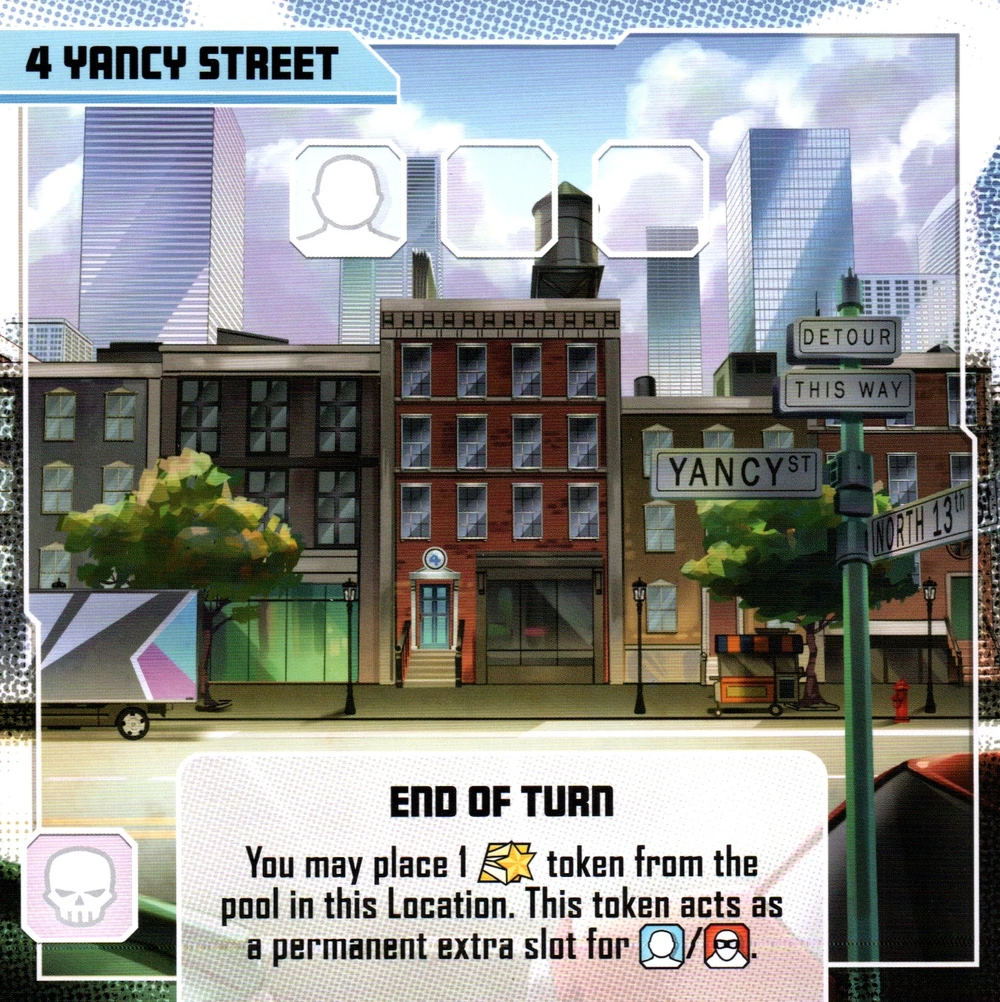 4 YANCY STREET
DETOUR
THIS WAY
YANCY ST
NORTH 13th
4
END OF TURN
You may place 1 token from the
pool in this Location. This token acts as
a permanent extra slot for /.